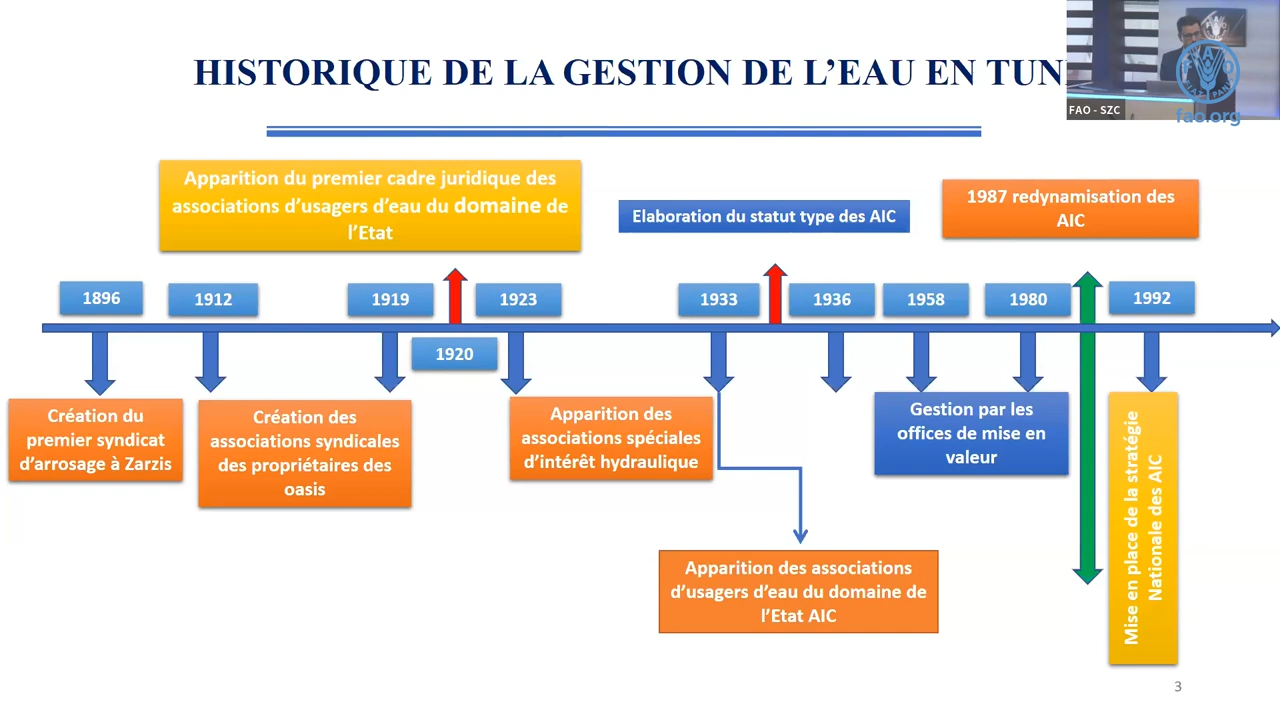 HISTORIQUE DE LA GESTION DE L’EAU EN TUN
FAO - SZC
fao.org
Apparition du premier cadre juridique des
associations d’usagers d’eau du domaine de
l’Etat
Elaboration du statut type des AIC
1987 redynamisation des
AIC
1896
1912
1919
1923
1933
1936
1958
1980
1992
1920
Création du
premier syndicat
d’arrosage à Zarzis
Création des
associations syndicales
des propriétaires des
oasis
Apparition des
associations spéciales
d’intérêt hydraulique
Gestion par les
offices de mise en
valeur
Mise en place de la stratégie
Nationale des AIC
Apparition des associations
d’usagers d’eau du domaine de
l’Etat AIC
3